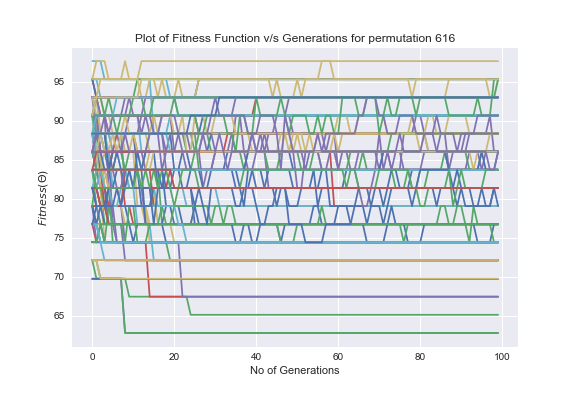 Plot of Fitness Function v/s Generations for permutation 616
Fitness(Θ)
95
90
85
80
75
70
65
0 20 40 60 80 100
No of Generations